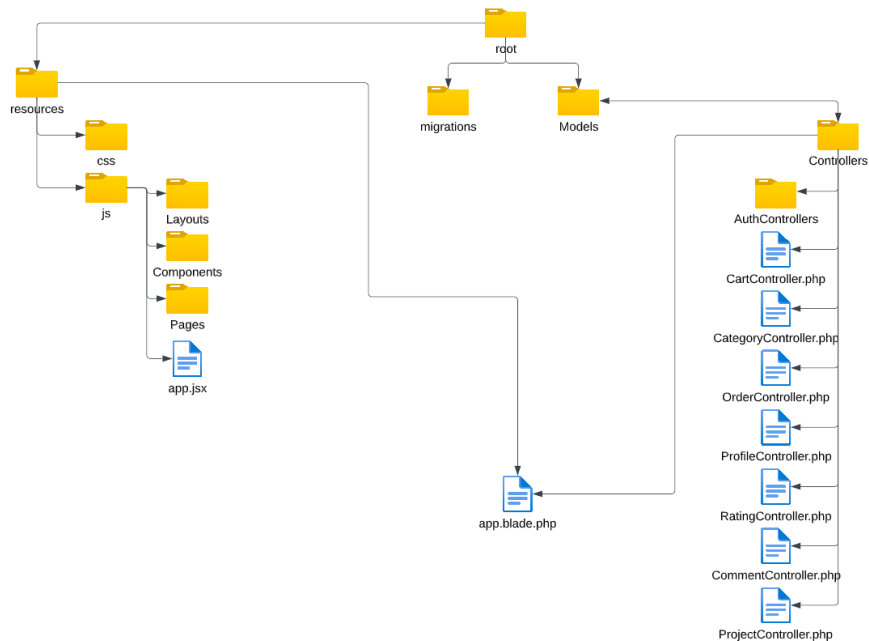 root
resources
migrations
Models
css
Controllers
js
Layouts
AuthControllers
Components
CartController.php
Pages
CategoryController.php
app.jsx
OrderController.php
ProfileController.php
app.blade.php
RatingController.php
CommentController.php
ProjectController.php